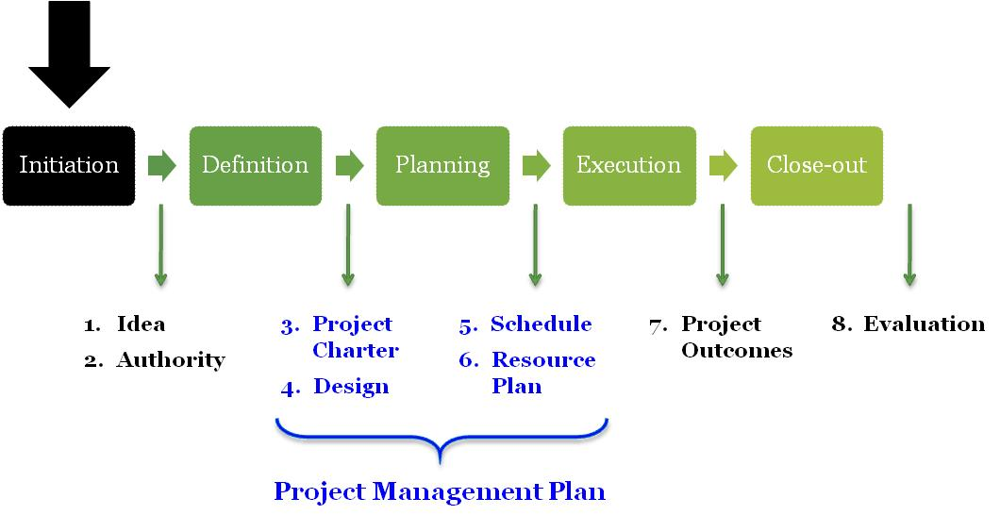 Initiation
Definition
Planning
Execution
Close-out
1. Idea
2. Authority
3. Project
Charter
4. Design
5. Schedule
6. Resource
Plan
7. Project
Outcomes
8. Evaluation
Project Management Plan